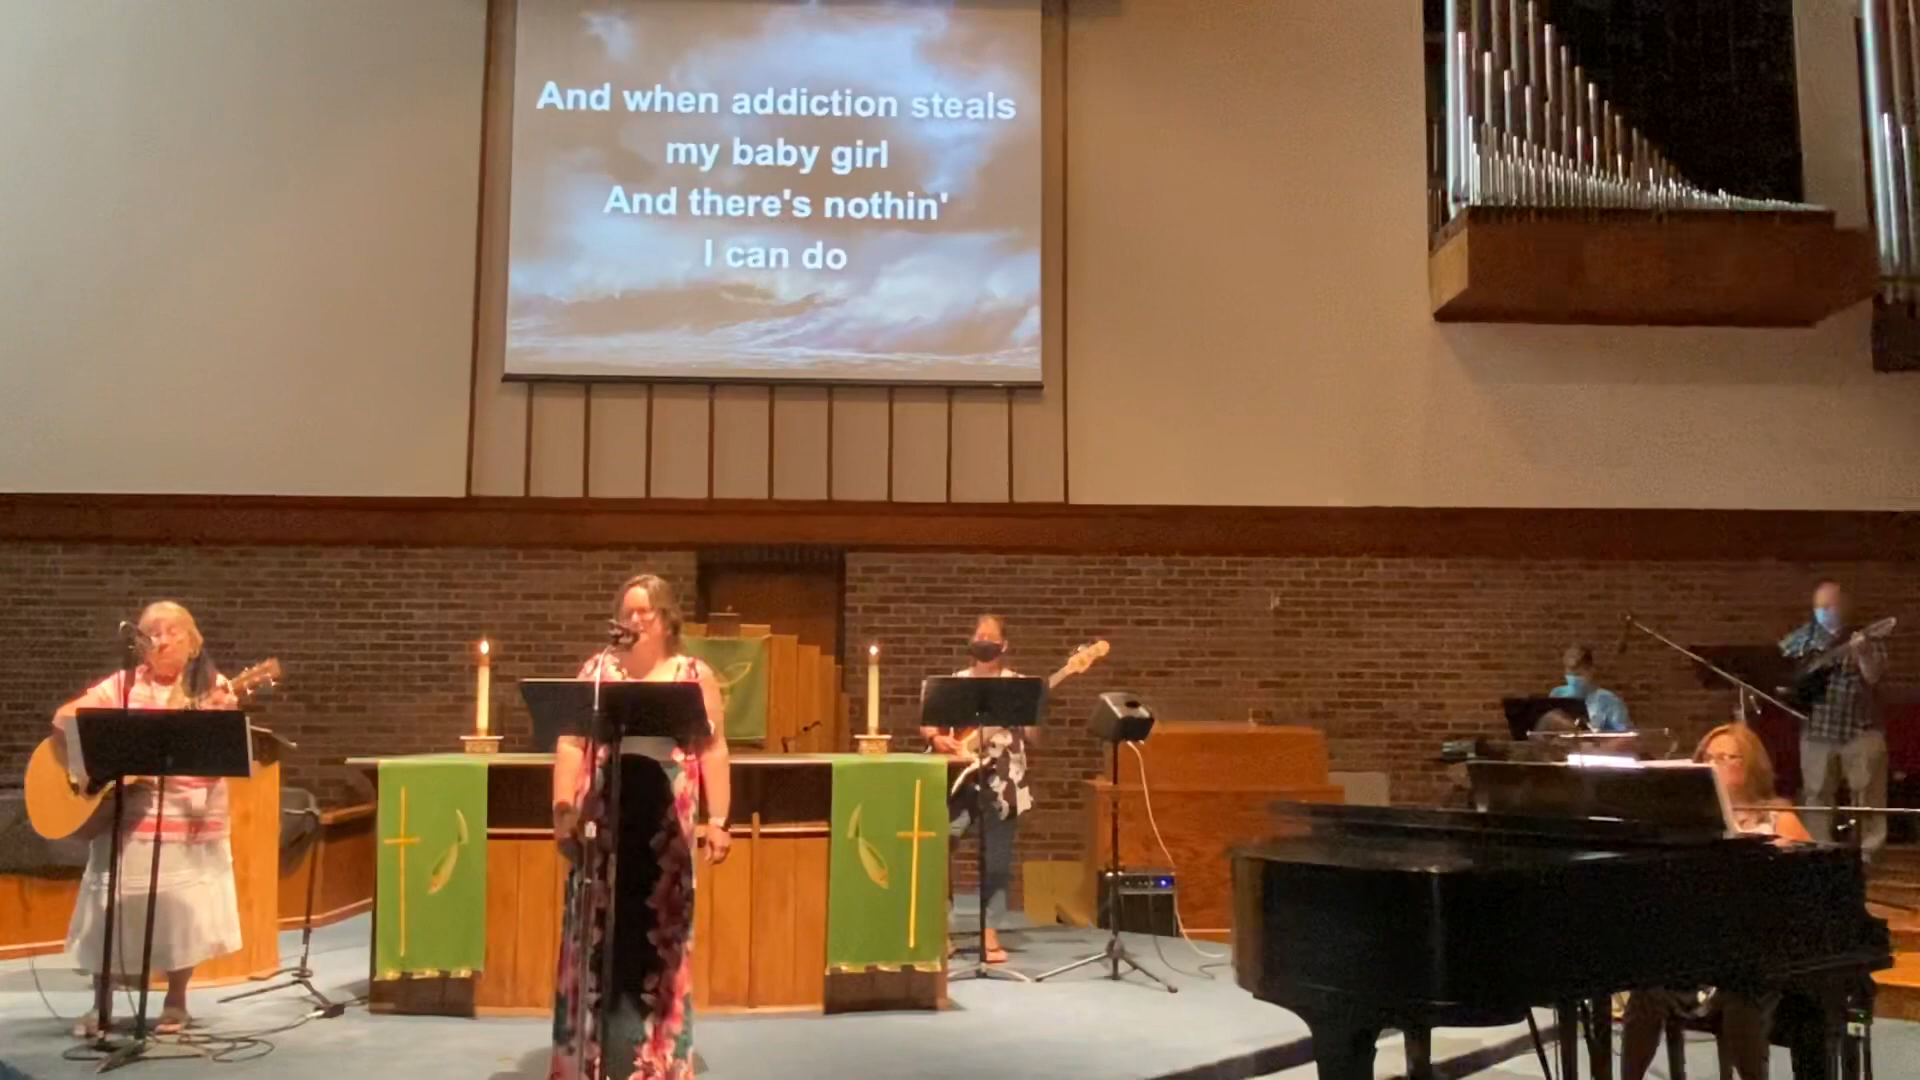 And when addiction steals
my baby girl
And there's nothin'
I can do